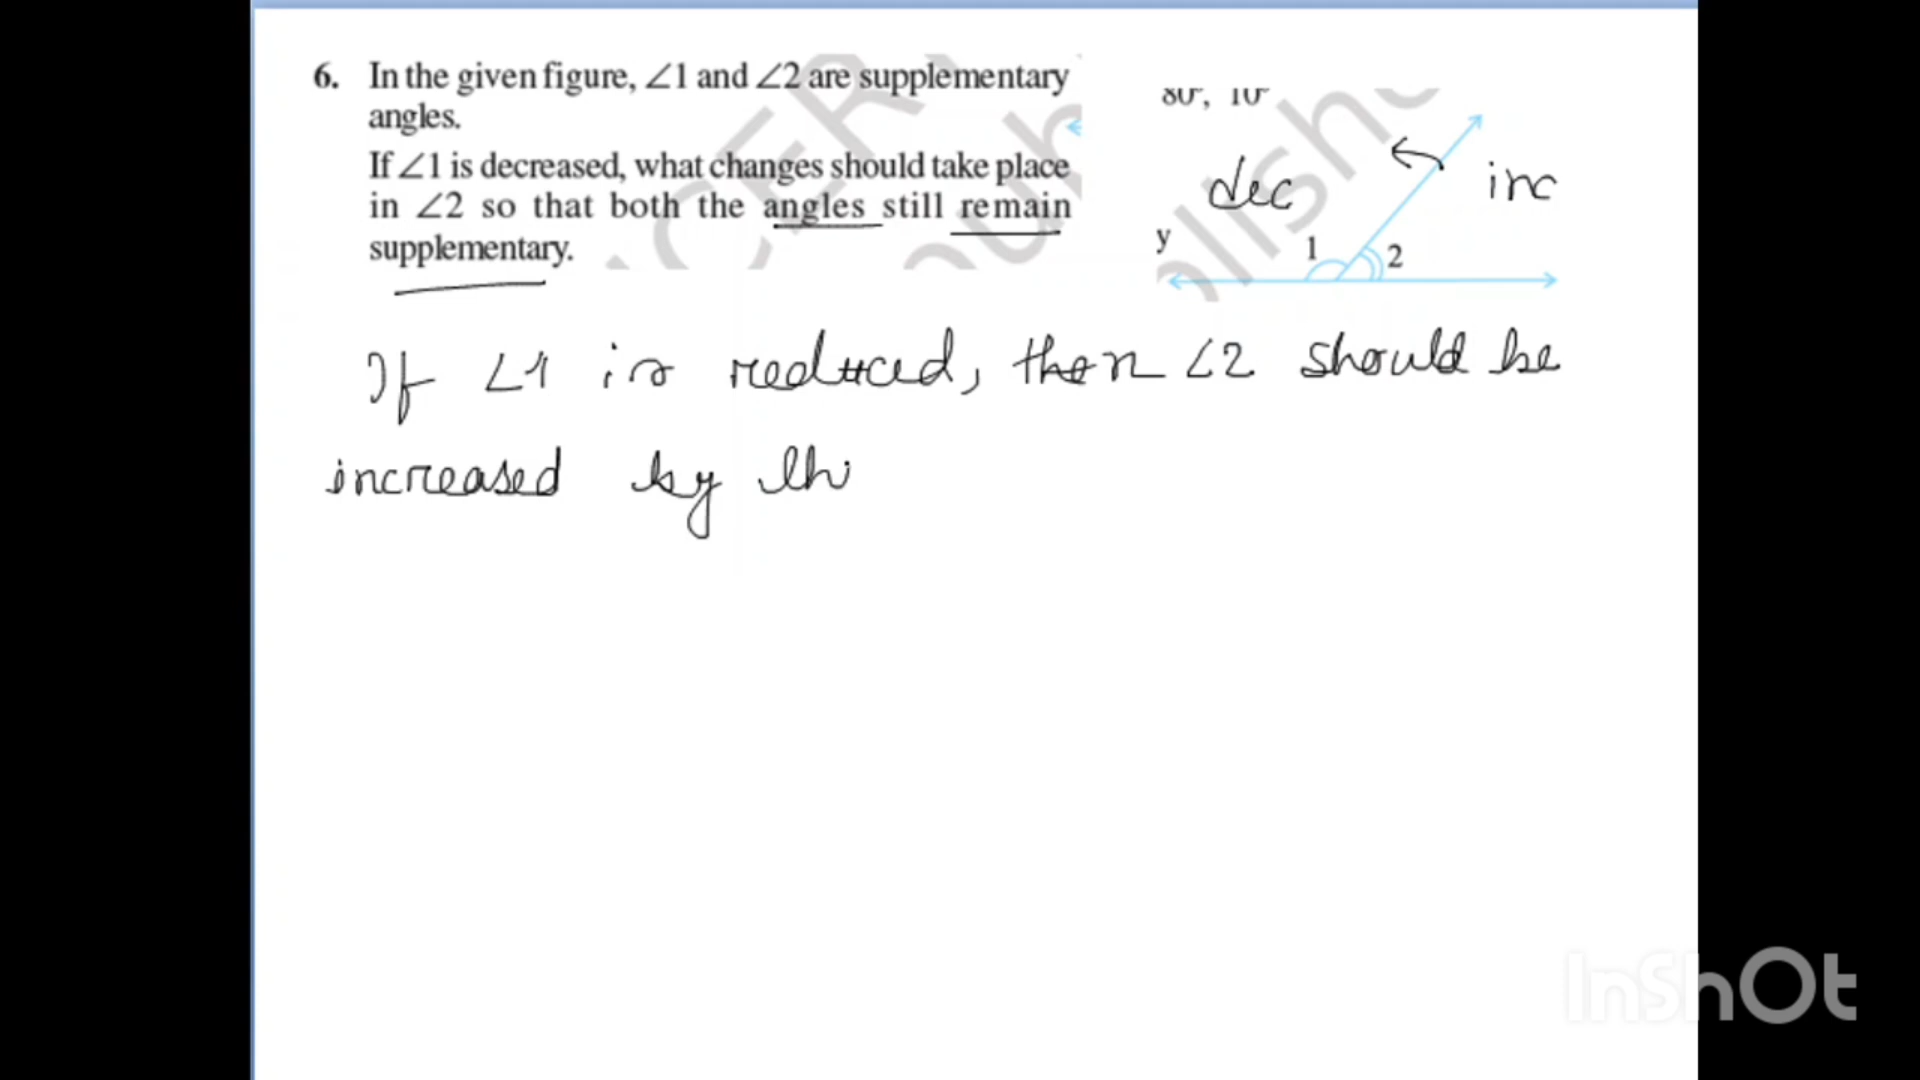 6. In the given figure, ∠1 and ∠2 are supplementary
angles.
If ∠1 is decreased, what changes should take place
in ∠2 so that both the angles still remain
supplementary.
dec
inc
y
1
2
If ∠1 is reduced, then ∠2 should be
increased by thi
InShOt